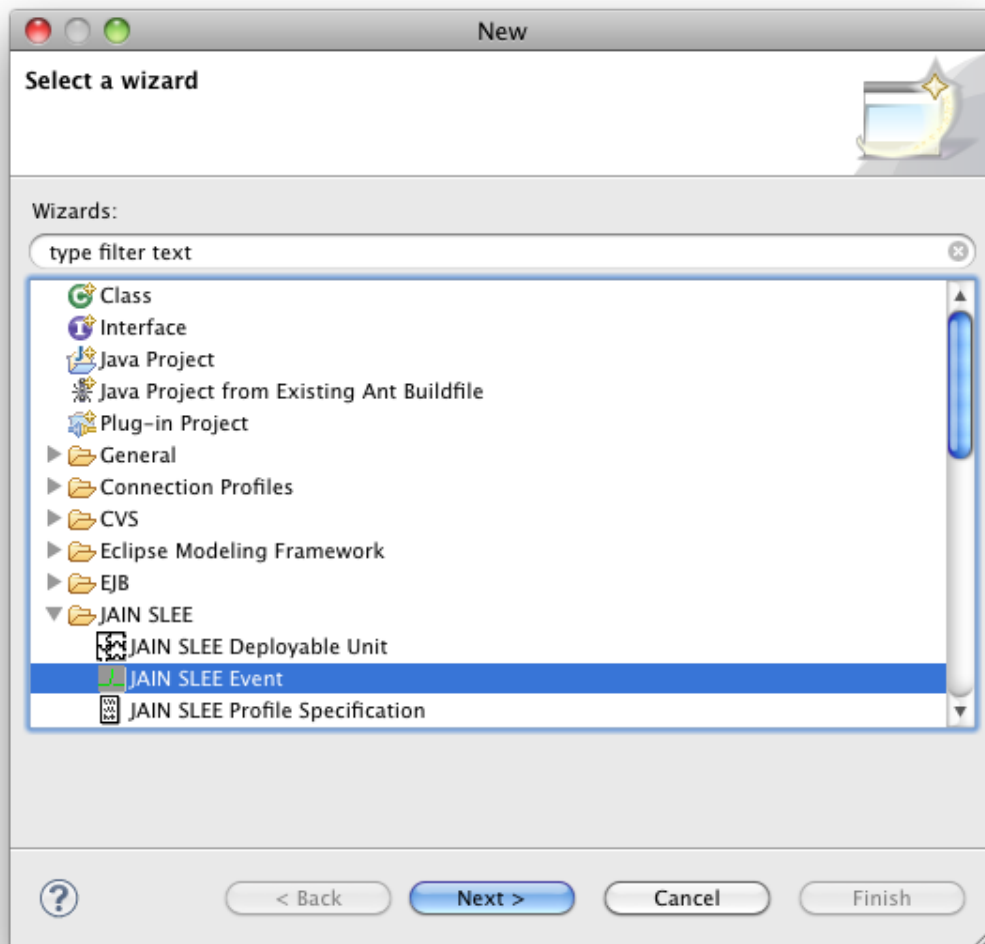 New
Select a wizard
Wizards:
type filter text
Class
Interface
Java Project
Java Project from Existing Ant Buildfile
Plug-in Project
General
Connection Profiles
CVS
Eclipse Modeling Framework
EJB
JAIN SLEE
JAIN SLEE Deployable Unit
JAIN SLEE Event
JAIN SLEE Profile Specification
? < Back Next > Cancel Finish